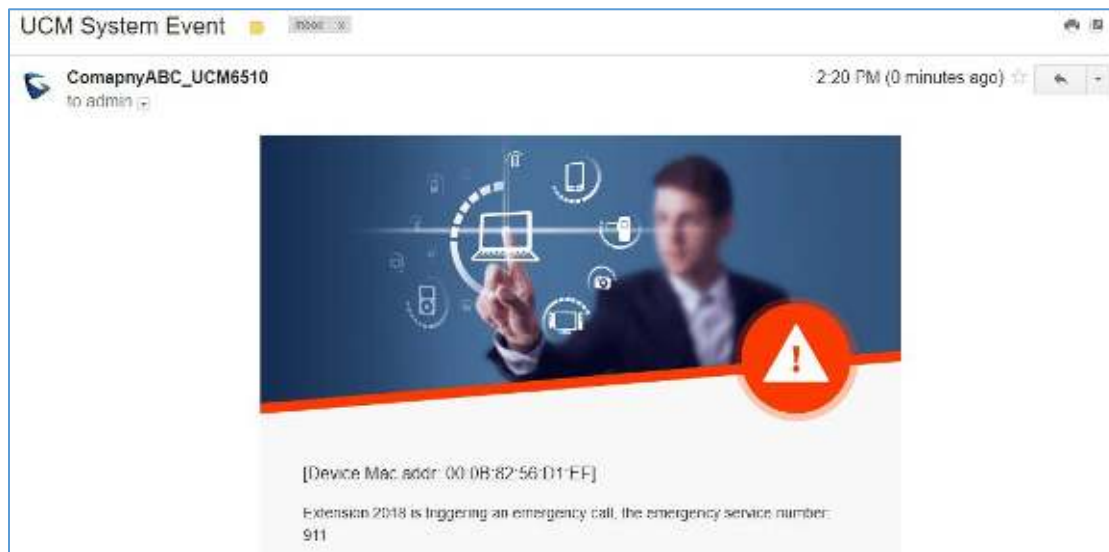 UCM System Event
inbox x
ComapnyABC_UCM6510
2:20 PM (0 minutes ago)
to admin
[Device Mac addr: 00:0B:82:56:D1:EF]
Extension 2018 is triggering an emergency call, the emergency service number:
911